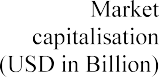 Market
capitalisation
(USD in Billion)